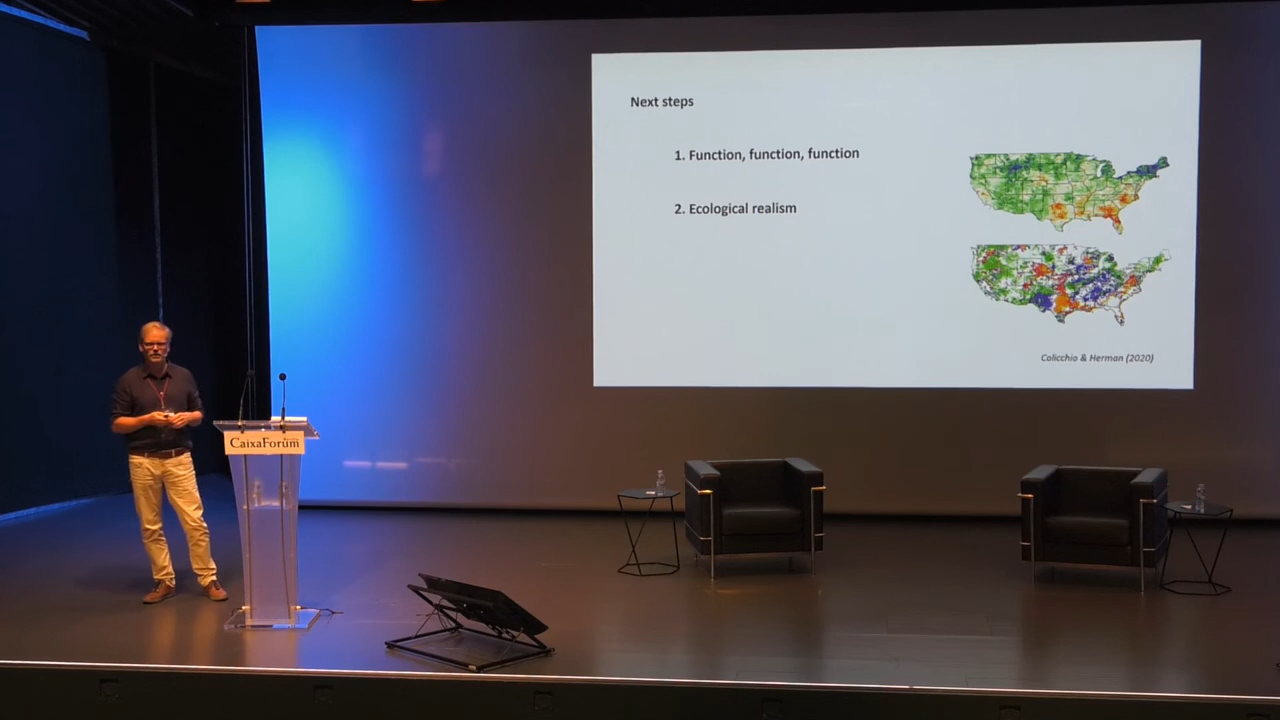 Next steps
1. Function, function, function
2. Ecological realism
Colicchio & Herman (2020)
CaixaForum